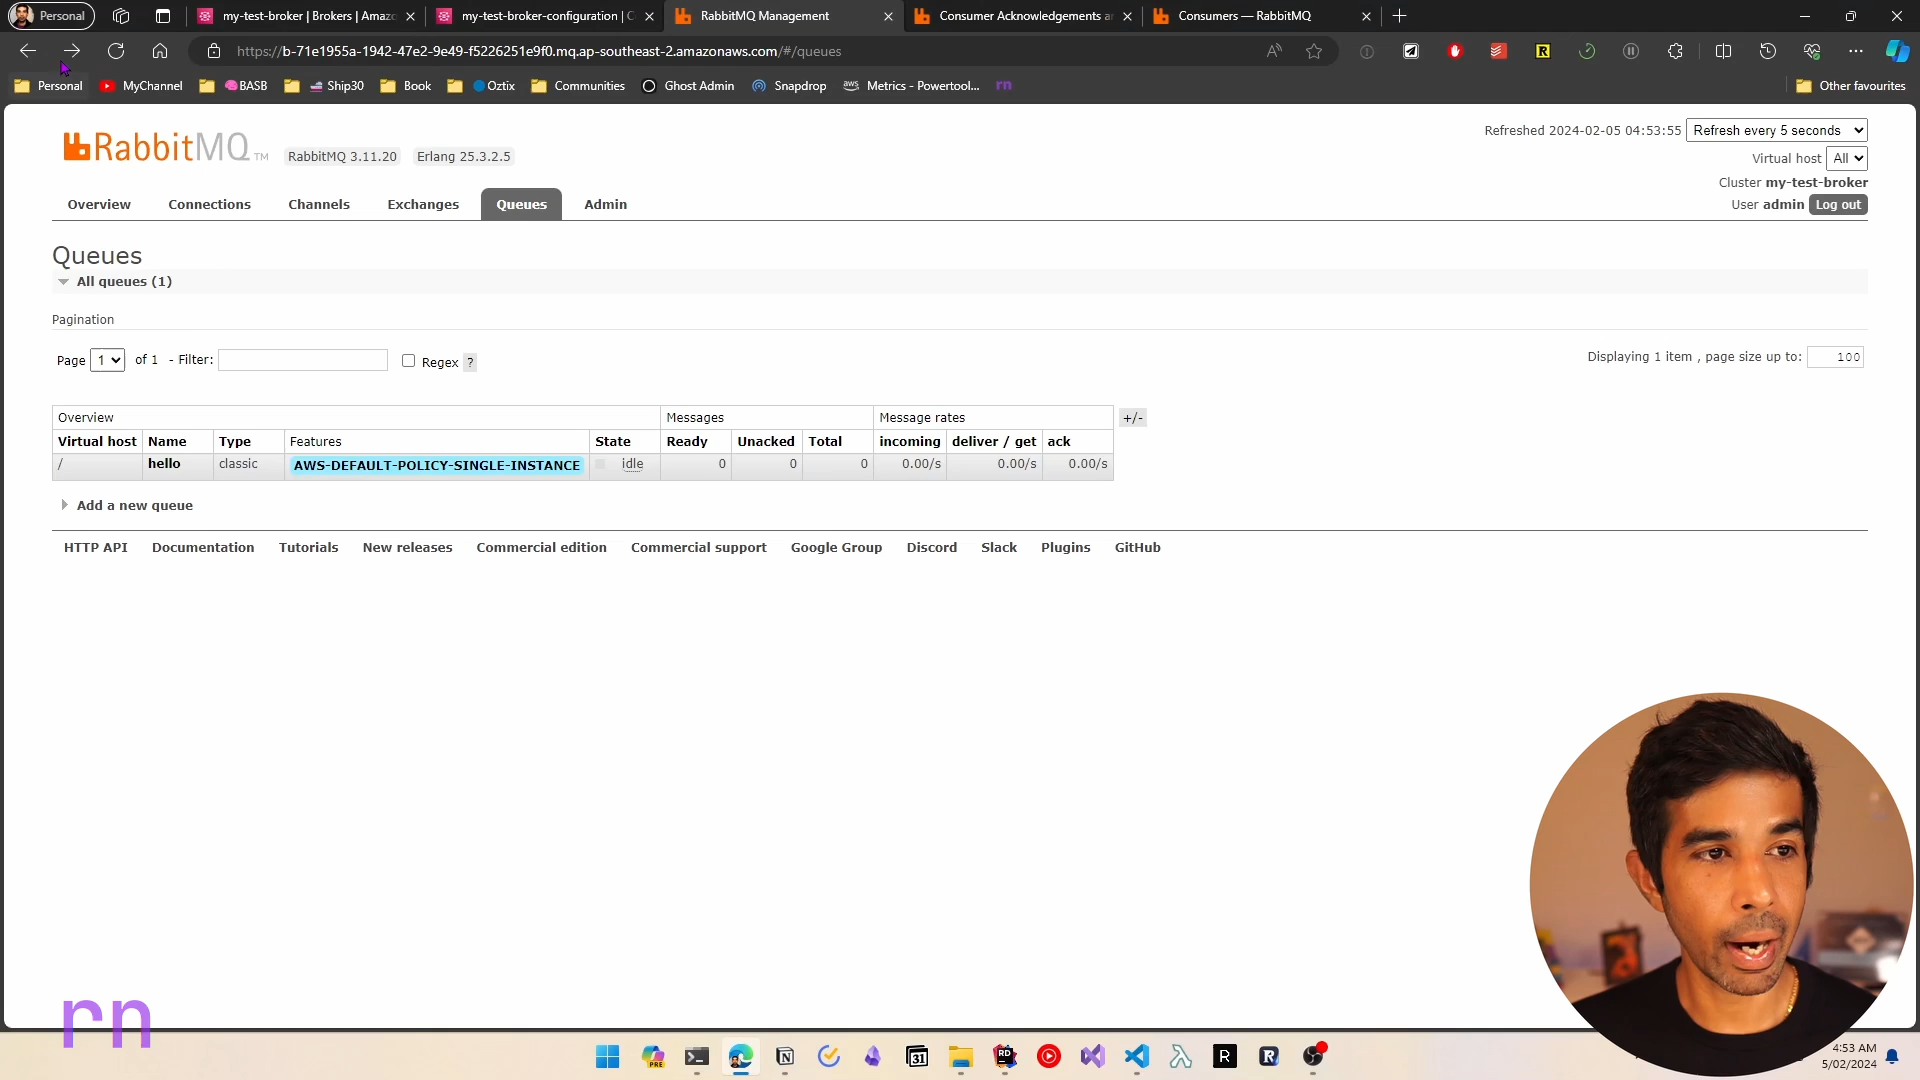 Personal
my-test-broker | Brokers | Amazo
my-test-broker-configuration | C
RabbitMQ Management
Consumer Acknowledgements a
Consumers — RabbitMQ
https://b-71e1955a-1942-47e2-9e49-f5226251e9f0.mq.ap-southeast-2.amazonaws.com/#/queues
Personal
MyChannel
BASB
Ship30
Book
Oztix
Communities
Ghost Admin
Snapdrop
aws Metrics - Powertool...
rn
Other favourites
RabbitMQ TM
RabbitMQ 3.11.20
Erlang 25.3.2.5
Refreshed 2024-02-05 04:53:55 Refresh every 5 seconds
Virtual host All
Cluster my-test-broker
User admin Log out
Overview Connections Channels Exchanges Queues Admin
Queues
All queues (1)
Pagination
Page 1 of 1 - Filter: Regex ?
Displaying 1 item , page size up to: 100
Overview Messages Message rates +/-
Virtual host Name Type Features State Ready Unacked Total incoming deliver / get ack
/ hello classic AWS-DEFAULT-POLICY-SINGLE-INSTANCE idle 0 0 0 0.00/s 0.00/s 0.00/s
Add a new queue
HTTP API Documentation Tutorials New releases Commercial edition Commercial support Google Group Discord Slack Plugins GitHub
rn
4:53 AM
5/02/2024